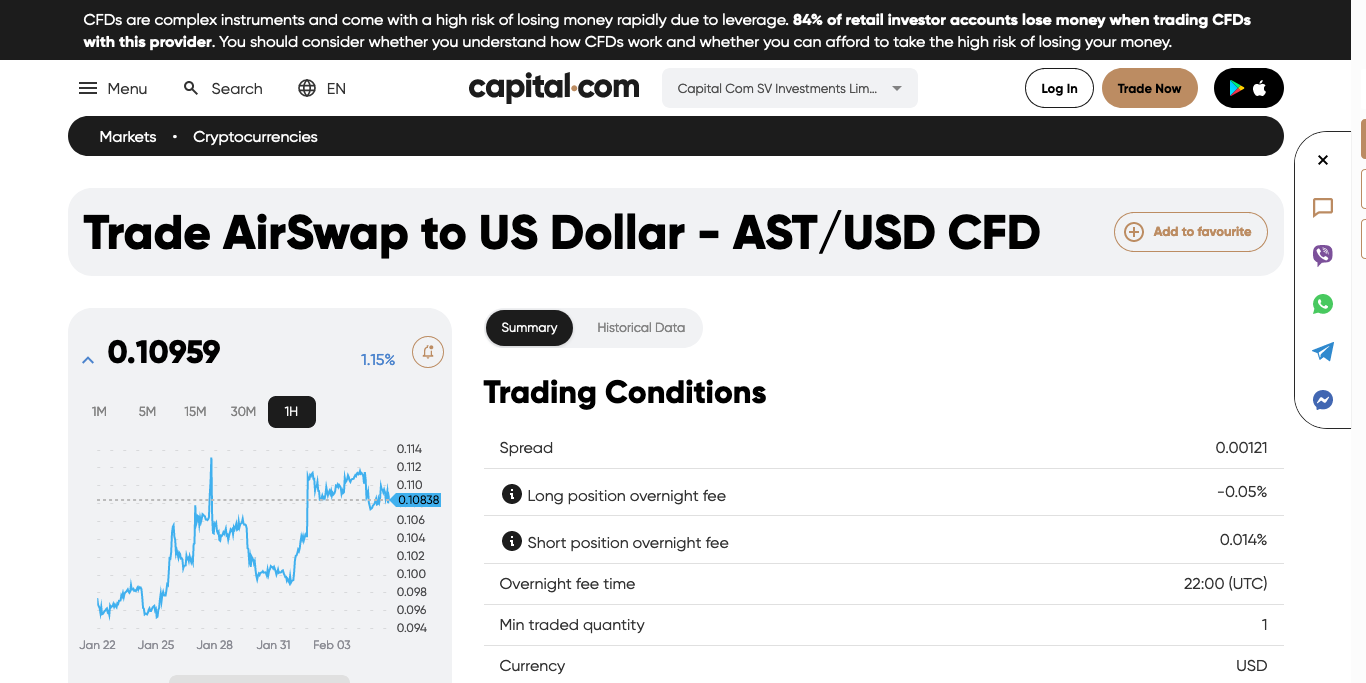 CFDs are complex instruments and come with a high risk of losing money rapidly due to leverage. 84% of retail investor accounts lose money when trading CFDs
with this provider. You should consider whether you understand how CFDs work and whether you can afford to take the high risk of losing your money.
Menu Search EN capital.com Capital Com SV Investments Lim... Log In Trade Now
Markets • Cryptocurrencies
Trade AirSwap to US Dollar - AST/USD CFD
Add to favourite
0.10959 1.15%
1M 5M 15M 30M 1H
0.114
0.112
0.110
0.10838
0.106
0.104
0.102
0.100
0.098
0.096
0.094
Jan 22 Jan 25 Jan 28 Jan 31 Feb 03
Summary Historical Data
Trading Conditions
Spread 0.00121
Long position overnight fee -0.05%
Short position overnight fee 0.014%
Overnight fee time 22:00 (UTC)
Min traded quantity 1
Currency USD